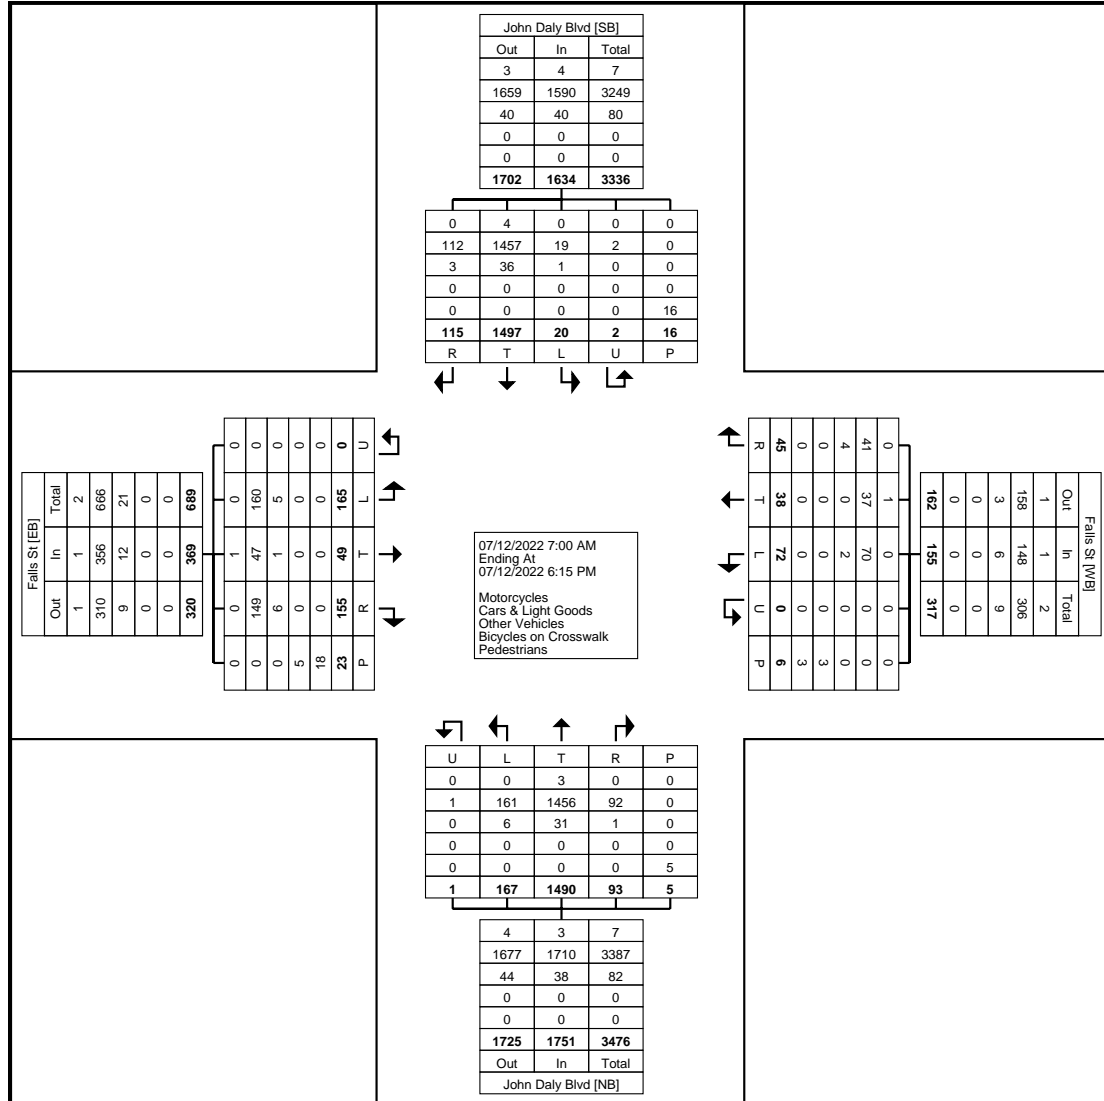 John Daly Blvd [SB]
Out In Total
3 4 7
1659 1590 3249
40 40 80
0 0 0
0 0 0
1702 1634 3336
0 4 0 0 0
112 1457 19 2 0
3 36 1 0 0
0 0 0 0 0
0 0 0 0 16
115 1497 20 2 16
R T L U P
Falls St [EB]
Total 2 666 21 0 0 689
In 1 356 12 0 0 369
Out 1 310 9 0 0 320
0 0 0 0 0 0 U
0 160 5 0 0 165 L
1 47 1 0 0 49 T
0 149 6 0 0 155 R
0 0 0 5 18 23 P
07/12/2022 7:00 AM
Ending At
07/12/2022 6:15 PM
Motorcycles
Cars & Light Goods
Other Vehicles
Bicycles on Crosswalk
Pedestrians
R 45 0 0 4 41 0
T 38 0 0 0 37 1
L 72 0 0 2 70 0
U 0 0 0 0 0 0
P 6 3 3 0 0 0
162 0 0 3 158 1 Out
155 0 0 6 148 1 In
317 0 0 9 306 2 Total
Falls St [WB]
U L T R P
0 0 3 0 0
1 161 1456 92 0
0 6 31 1 0
0 0 0 0 0
0 0 0 0 5
1 167 1490 93 5
4 3 7
1677 1710 3387
44 38 82
0 0 0
0 0 0
1725 1751 3476
Out In Total
John Daly Blvd [NB]